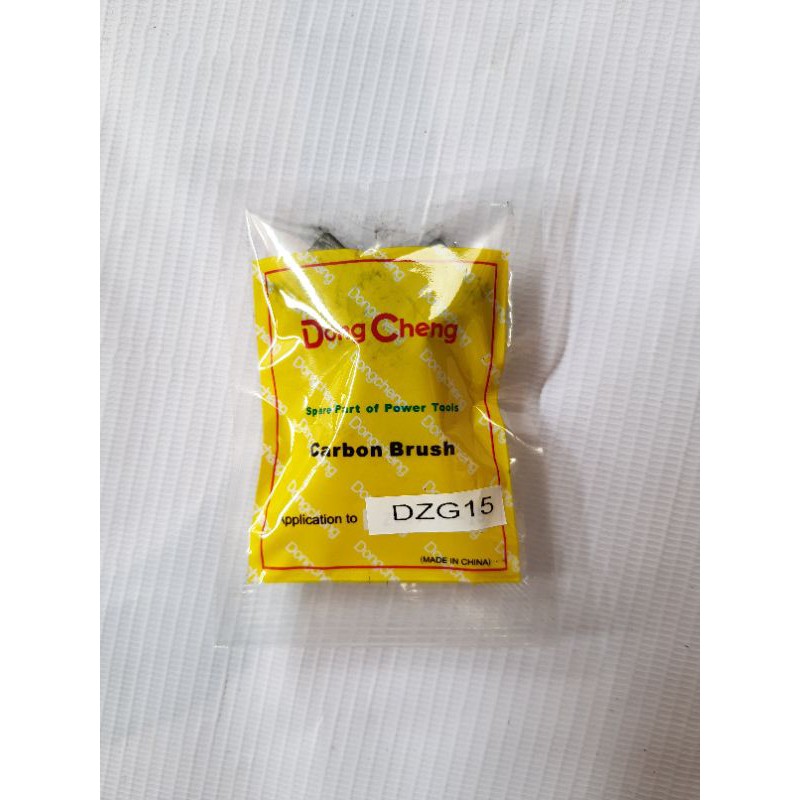 Dong Cheng
Spare Part of Power Tools
Carbon Brush
Application to DZG15
(MADE IN CHINA)